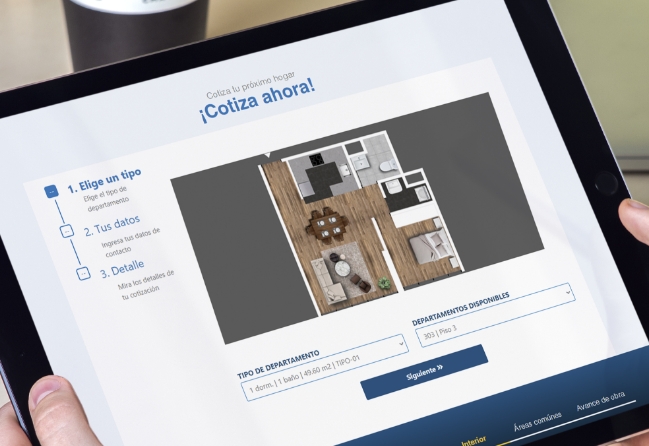 Cotiza tu próximo hogar
¡Cotiza ahora!
1. Elige un tipo
Elige el tipo de
departamento
2. Tus datos
Ingresa tus datos de
contacto
3. Detalle
Mira los detalles de
tu cotización
TIPO DE DEPARTAMENTO
1 dorm. | 1 baño | 49.60 m2 | TIPO-01
DEPARTAMENTOS DISPONIBLES
303 | Piso 3
Siguiente »
Interior
Áreas comúnes
Avance de obra